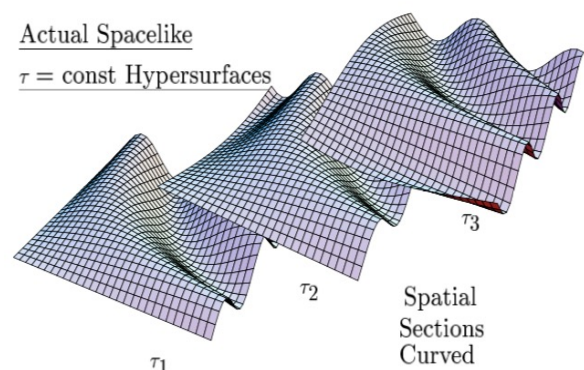 Actual Spacelike
τ = const Hypersurfaces
τ3
τ2
Spatial
Sections
Curved
τ1